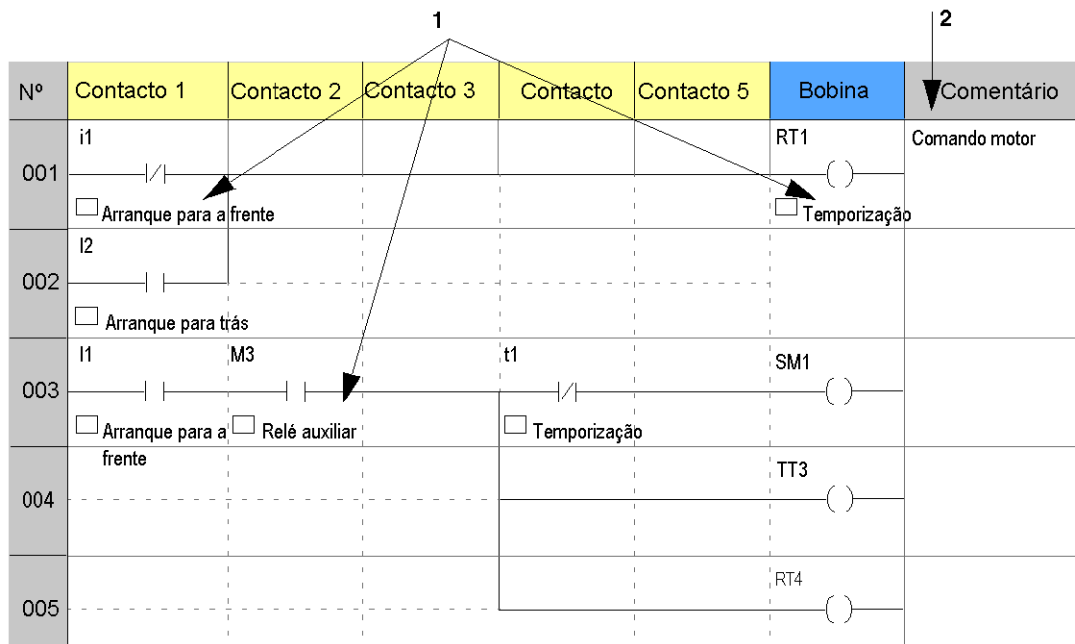 1
2
Nº Contacto 1 Contacto 2 Contacto 3 Contacto Contacto 5 Bobina Comentário
i1 RT1 Comando motor
001
Arranque para a frente Temporização
I2
002
Arranque para trás
I1 M3 t1 SM1
003
Arranque para a Relé auxiliar Temporização
frente
TT3
004
RT4
005